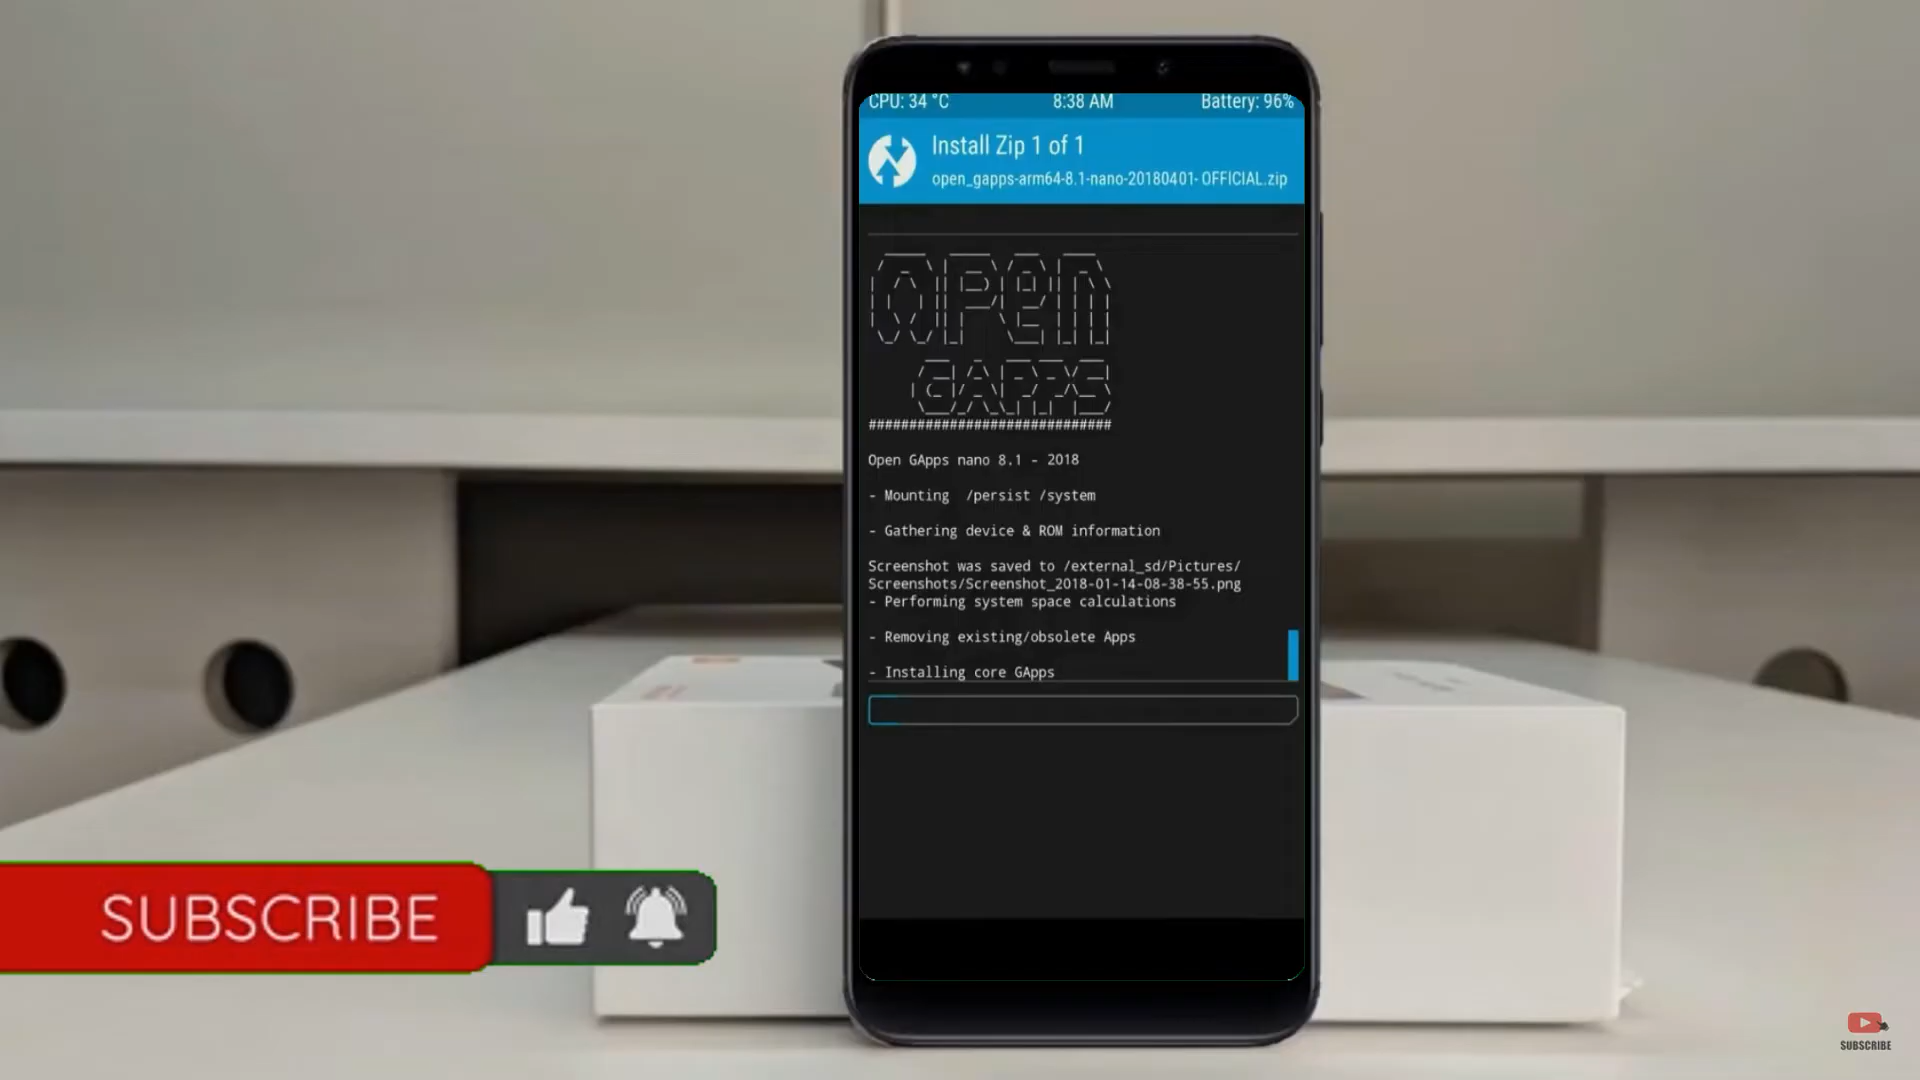 CPU: 34 °C 8:38 AM Battery: 96%
Install Zip 1 of 1
open_gapps-arm64-8.1-nano-20180401- OFFICIAL.zip
OPEN
GAPPS
##############################
Open GApps nano 8.1 - 2018
- Mounting /persist /system
- Gathering device & ROM information
Screenshot was saved to /external_sd/Pictures/
Screenshots/Screenshot_2018-01-14-08-38-55.png
- Performing system space calculations
- Removing existing/obsolete Apps
- Installing core GApps
SUBSCRIBE
SUBSCRIBE